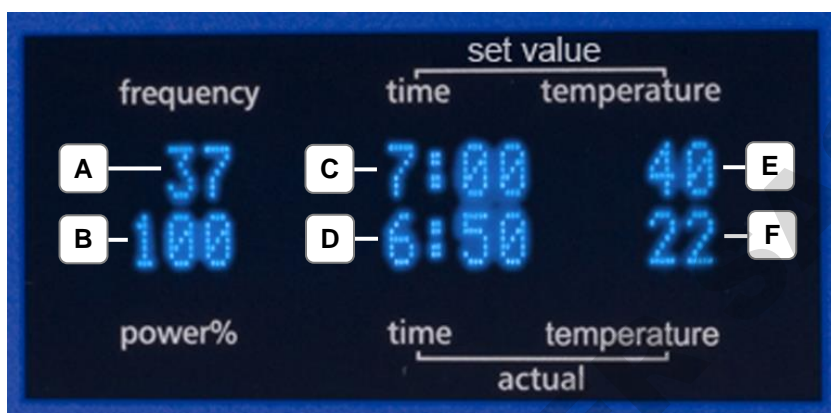 set value
frequency time temperature
A 37 C 7:00 40 E
B 100 D 6:50 22 F
power% time temperature
actual